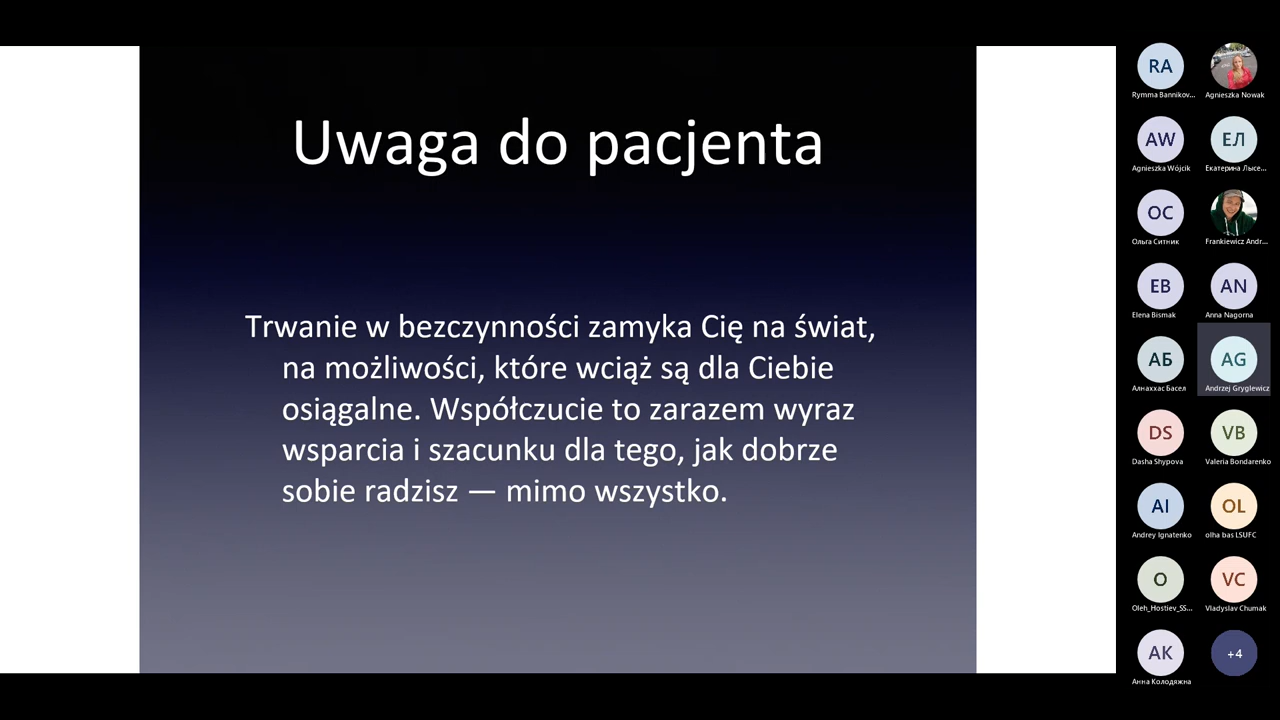 Uwaga do pacjenta
Trwanie w bezczynności zamyka Cię na świat,
na możliwości, które wciąż są dla Ciebie
osiągalne. Współczucie to zarazem wyraz
wsparcia i szacunku dla tego, jak dobrze
sobie radzisz — mimo wszystko.
RA
Rymma Bannikov...
Agnieszka Nowak
AW
Agnieszka Wójcik
ЕЛ
Екатерина Лысе...
ОС
Ольга Ситник
Frankiewicz Andr...
EB
Elena Bismak
AN
Anna Nagorna
АБ
Алнаххас Басел
AG
Andrzej Gryglewicz
DS
Dasha Shypova
VB
Valeria Bondarenko
AI
Andrey Ignatenko
OL
olha bas LSUFC
O
Oleh_Hostiev_SS...
VC
Vladyslav Chumak
АК
Анна Колодяжна
+4